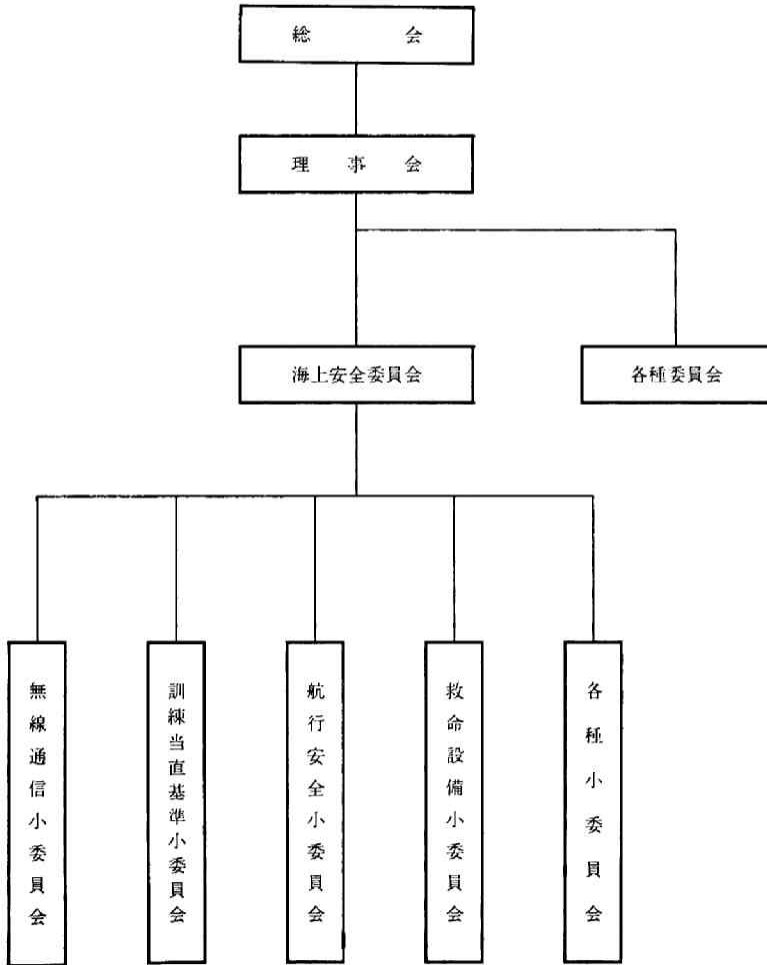 総会
理事会
海上安全委員会
各種委員会
無線通信小委員会
訓練当直基準小委員会
航行安全小委員会
救命設備小委員会
各種小委員会